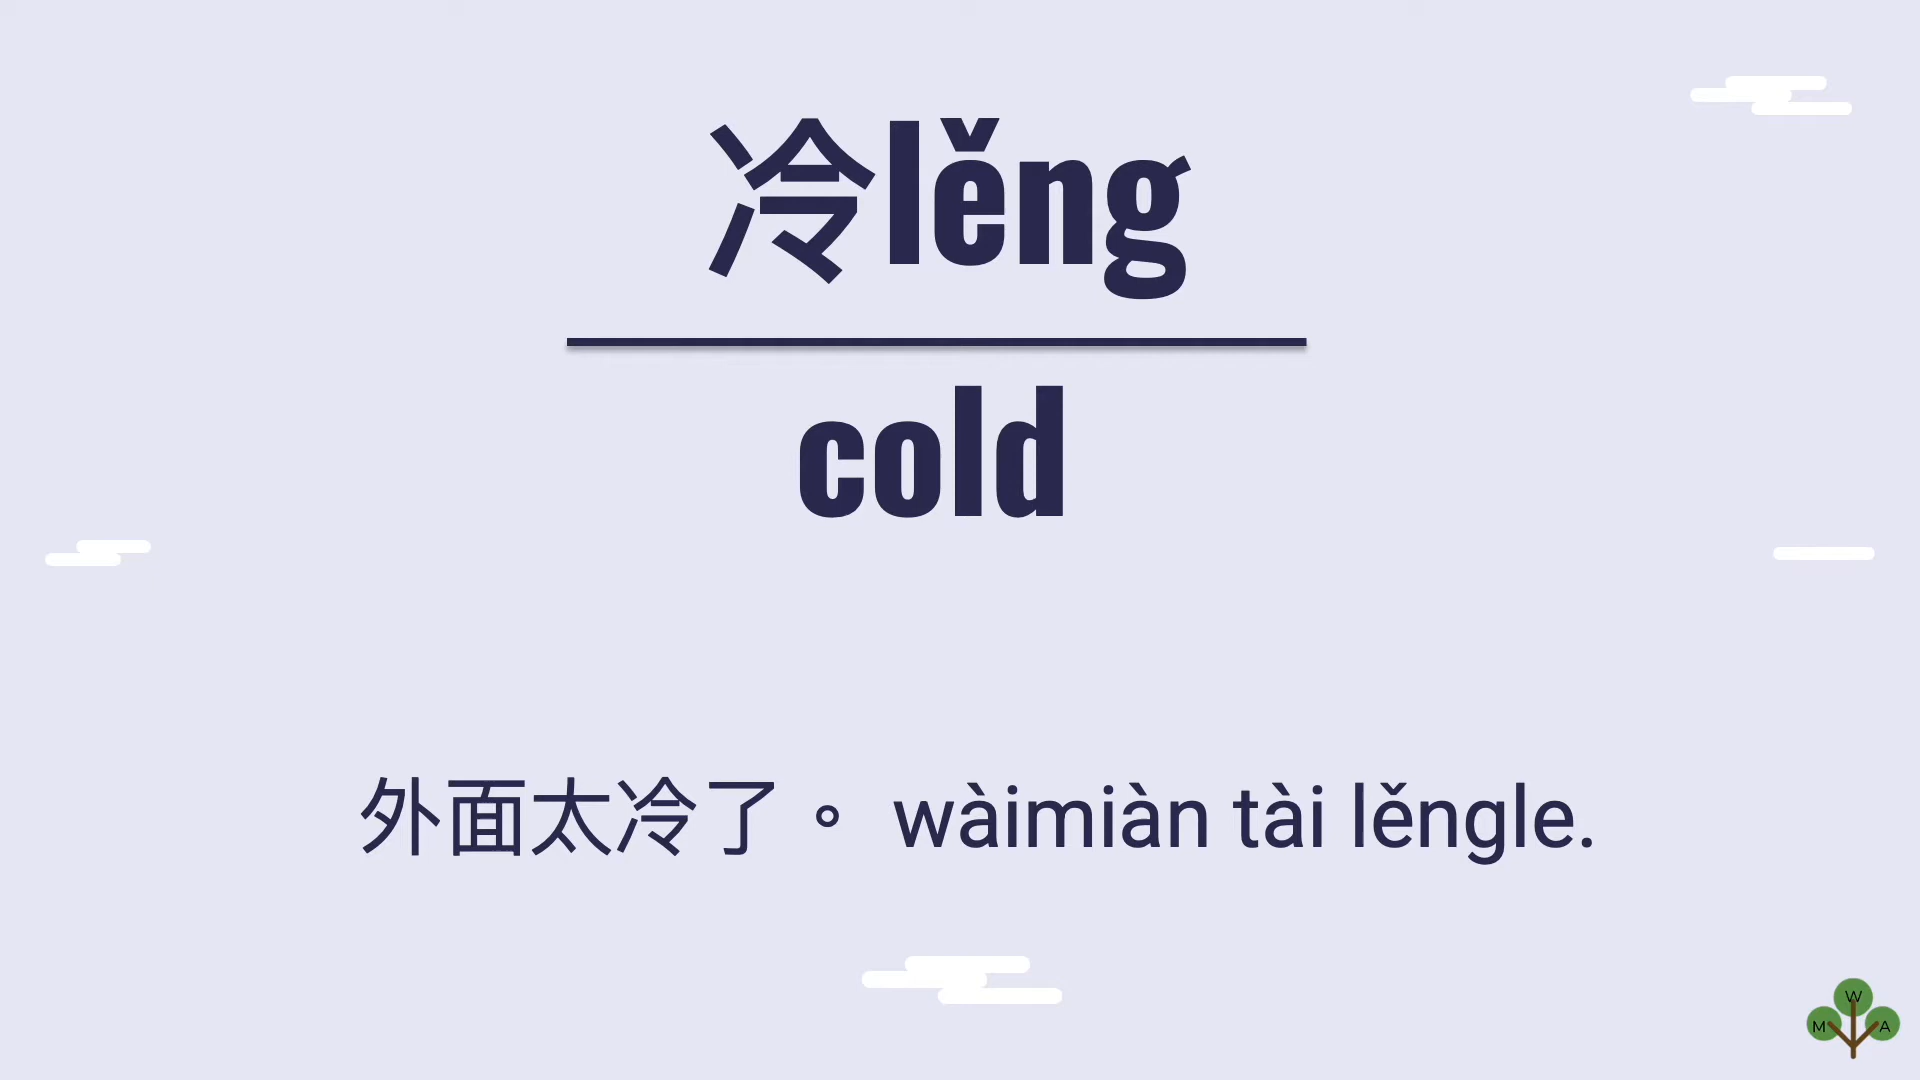 冷lěng
cold
外面太冷了。 wàimiàn tài lěngle.
W
M A